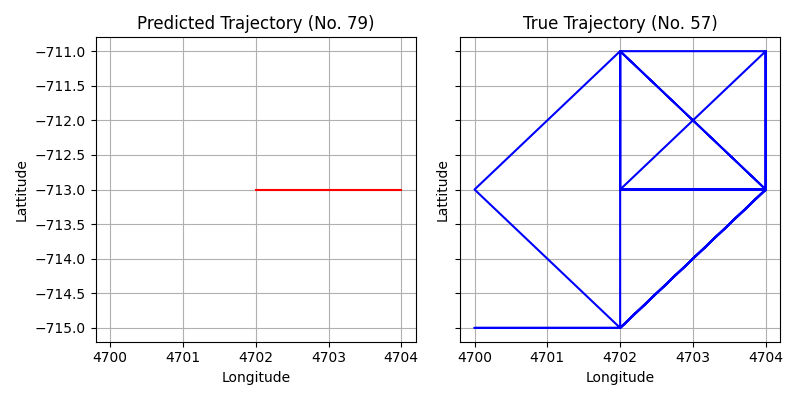 Predicted Trajectory (No. 79)
−711.0
−711.5
−712.0
−712.5
−713.0
−713.5
−714.0
−714.5
−715.0
Lattitude
4700 4701 4702 4703 4704
Longitude
True Trajectory (No. 57)
Lattitude
4700 4701 4702 4703 4704
Longitude